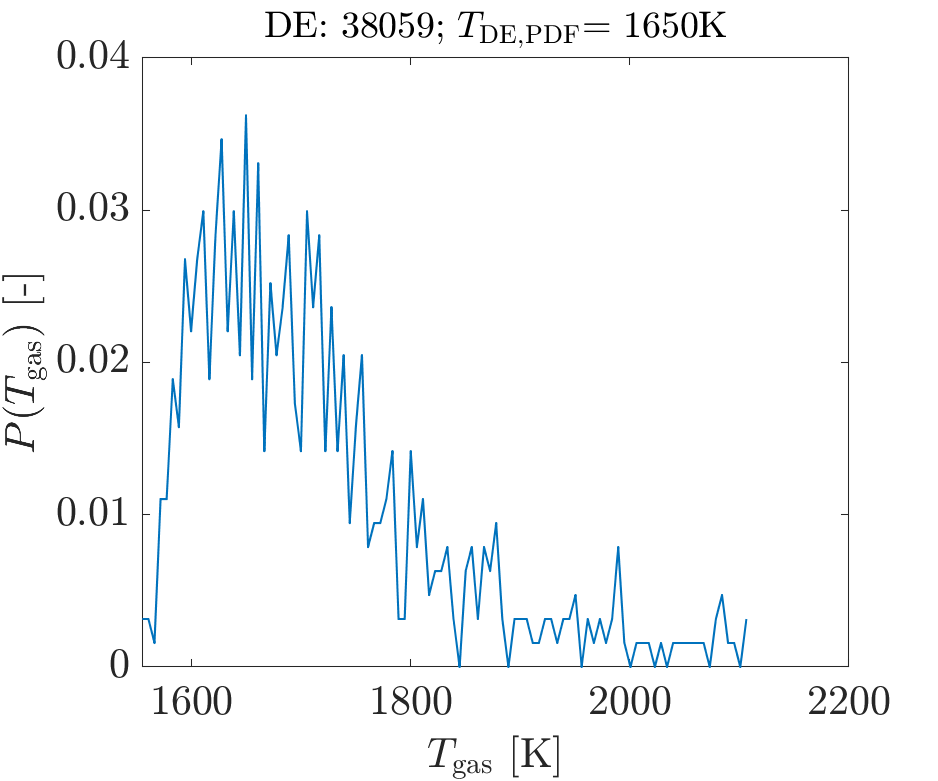 DE: 38059; T_DE,PDF= 1650K
0.04
0.03
0.02
0.01
0
P(T_gas) [-]
1600 1800 2000 2200
T_gas [K]